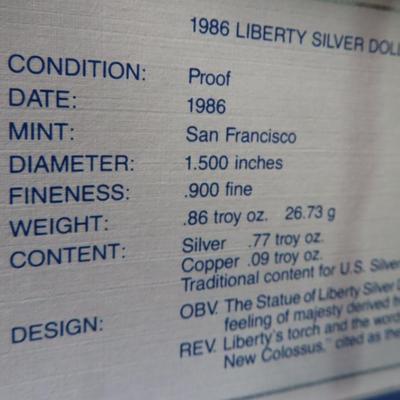 1986 LIBERTY SILVER DOLL
CONDITION: Proof
DATE: 1986
MINT: San Francisco
DIAMETER: 1.500 inches
FINENESS: .900 fine
WEIGHT: .86 troy oz. 26.73 g
CONTENT: Silver .77 troy oz.
Copper .09 troy oz.
Traditional content for U.S. Silver
DESIGN: OBV. The Statue of Liberty Silver D
feeling of majesty derived fr
REV. Liberty's torch and the word
New Colossus," cited as the